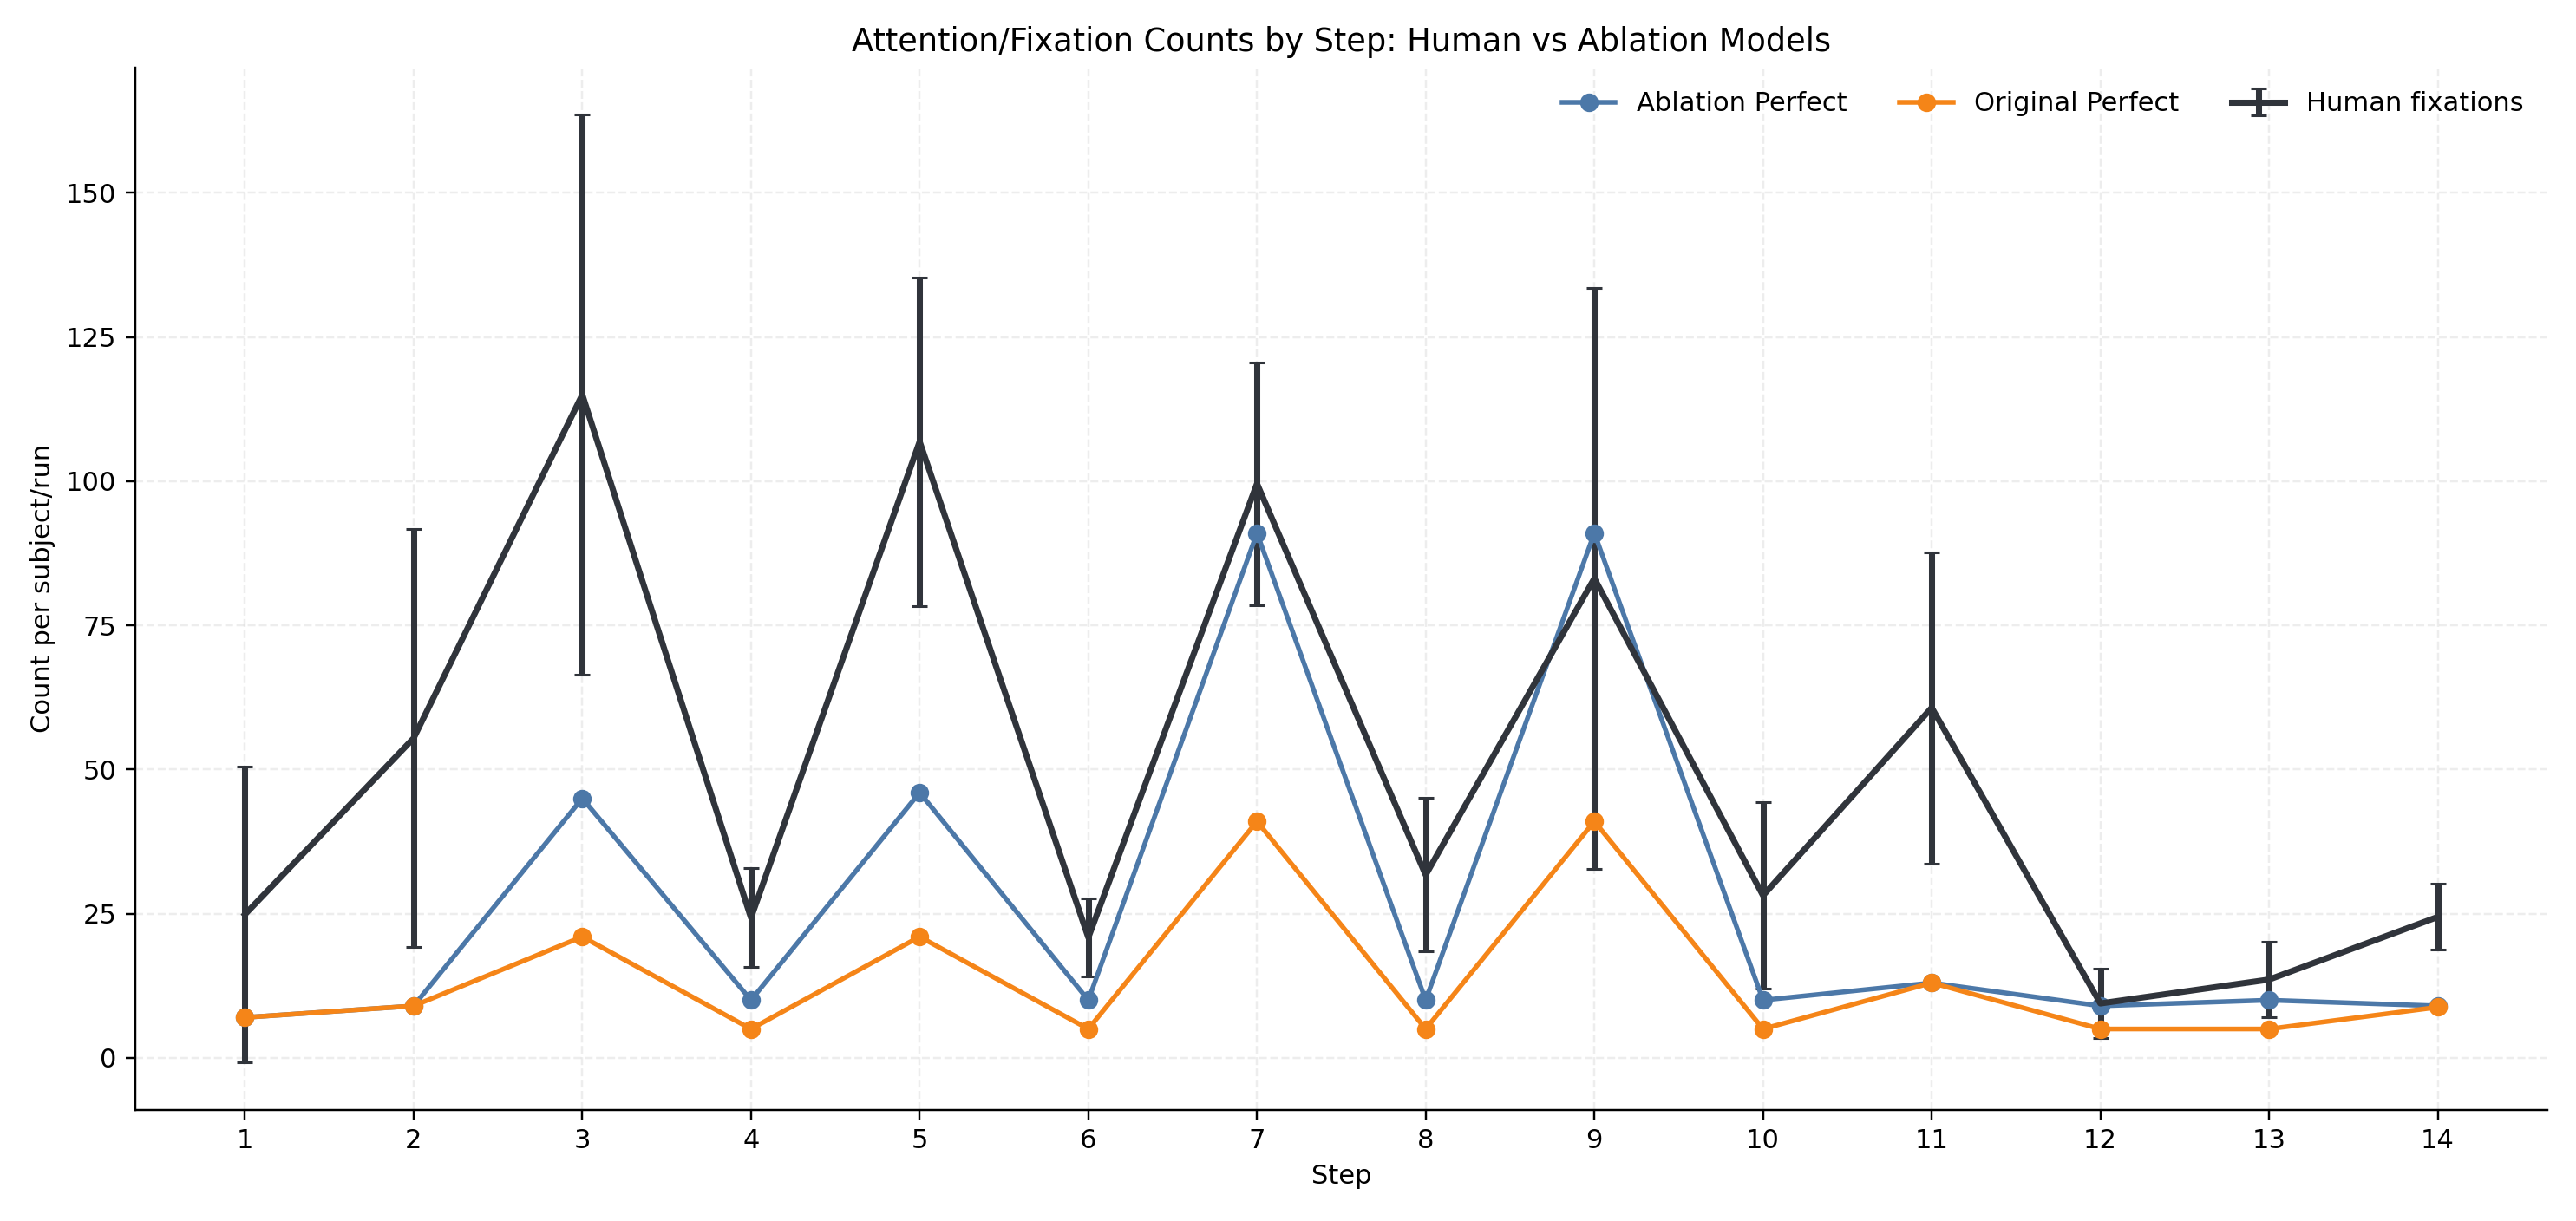 Attention/Fixation Counts by Step: Human vs Ablation Models
Ablation Perfect
Original Perfect
Human fixations
Count per subject/run
150
125
100
75
50
25
0
1 2 3 4 5 6 7 8 9 10 11 12 13 14
Step